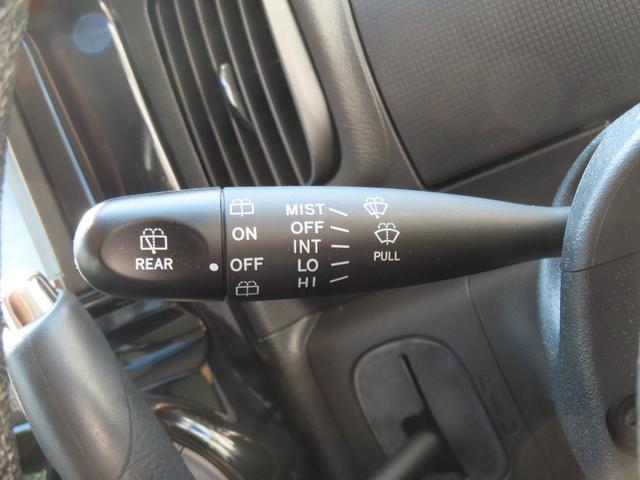 REAR
ON
OFF
MIST
OFF
INT
LO
HI
PULL